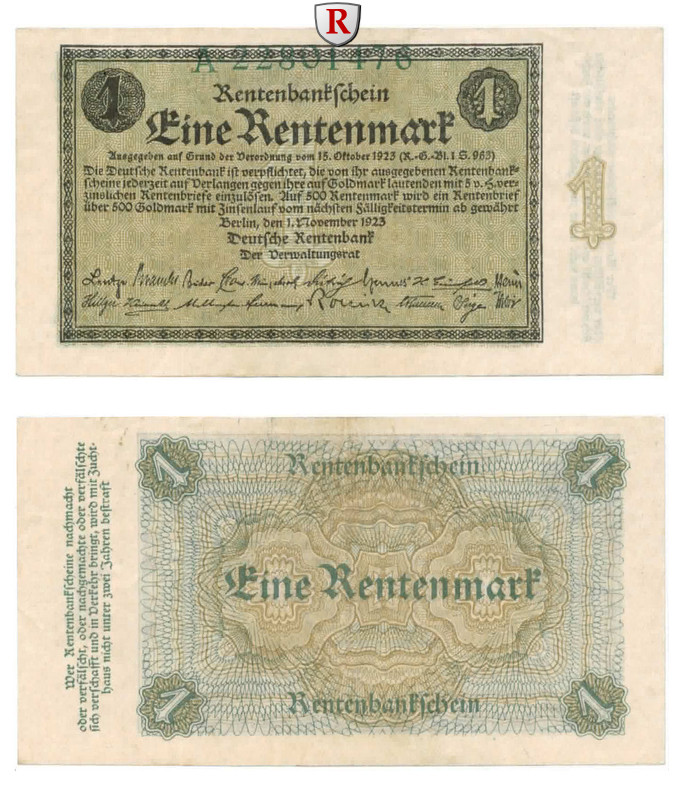 R
A 22801476
1 1
Rentenbankschein
Eine Rentenmark
Ausgegeben auf Grund der Verordnung vom 15. Oktober 1923 (R.-G.-Bl. I S. 963)
Die Deutsche Rentenbank ist verpflichtet, die von ihr ausgegebenen Rentenbank-
scheine jederzeit auf Verlangen gegen ihre auf Goldmark lautenden mit 5 v. H. ver-
zinslichen Rentenbriefe einzulösen. Auf 500 Rentenmark wird ein Rentenbrief
über 500 Goldmark mit Zinsenlauf vom nächsten Fälligkeitstermin ab gewährt
Berlin, den 1. November 1923
Deutsche Rentenbank
Der Verwaltungsrat
1
1 1
Rentenbankschein
Eine Rentenmark
Rentenbankschein
1 1
Wer Rentenbankscheine nachmacht
oder verfälscht, oder nachgemachte oder verfälschte
sich verschafft und in Verkehr bringt, wird mit Zucht-
haus nicht unter zwei Jahren bestraft